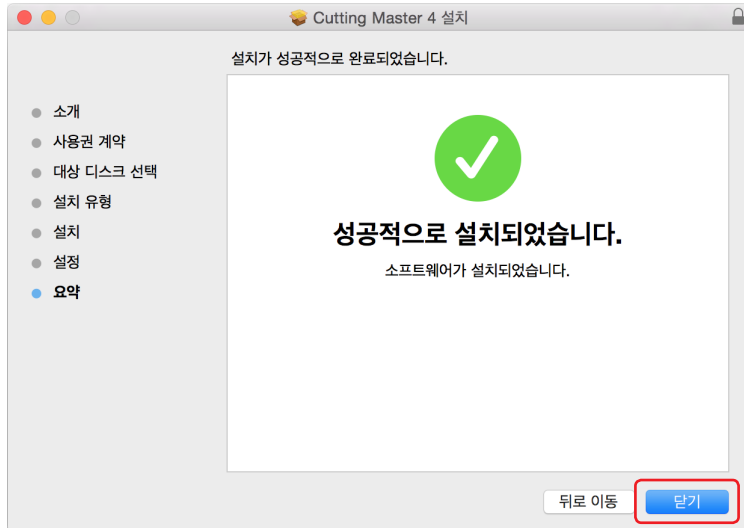 Cutting Master 4 설치
설치가 성공적으로 완료되었습니다.
소개
사용권 계약
대상 디스크 선택
설치 유형
설치
설정
요약
성공적으로 설치되었습니다.
소프트웨어가 설치되었습니다.
뒤로 이동
닫기